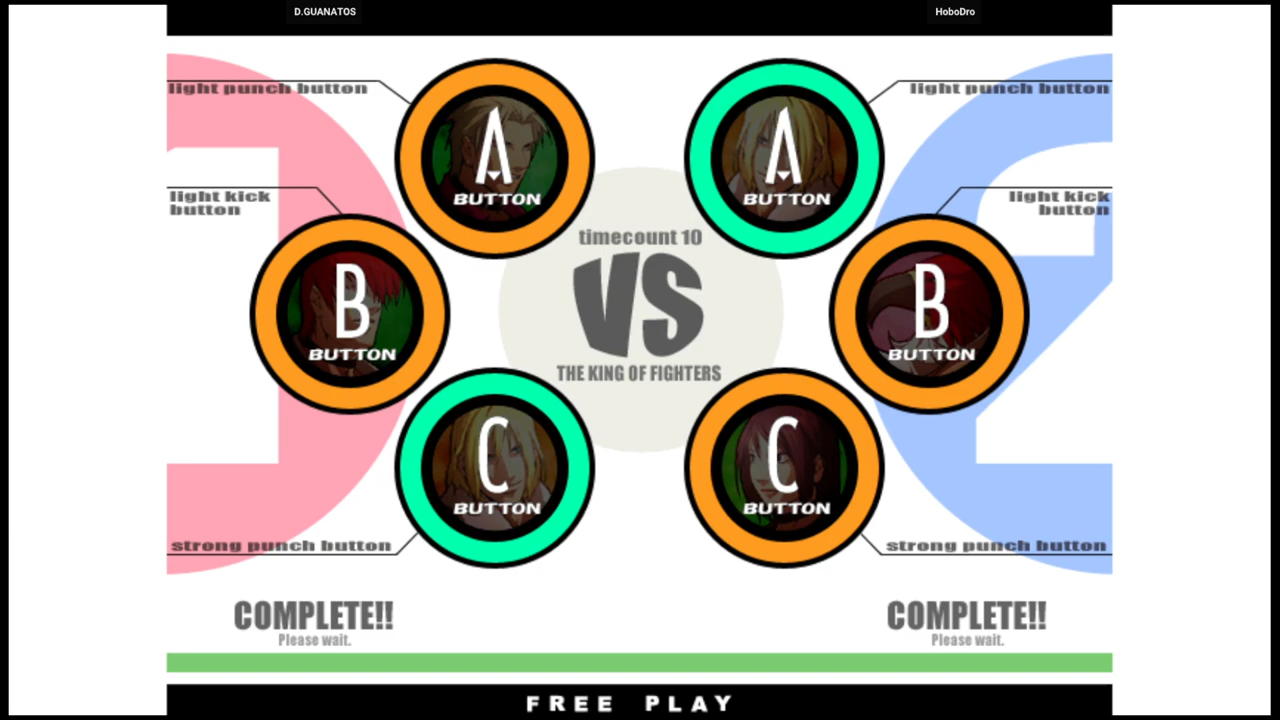 D.GUANATOS
HoboDro
light punch button
A
BUTTON
A
BUTTON
light punch button
light kick
button
B
BUTTON
timecount 10
VS
THE KING OF FIGHTERS
light kick
button
B
BUTTON
C
BUTTON
C
BUTTON
strong punch button
strong punch button
1
2
COMPLETE!!
Please wait.
COMPLETE!!
Please wait.
FREE PLAY